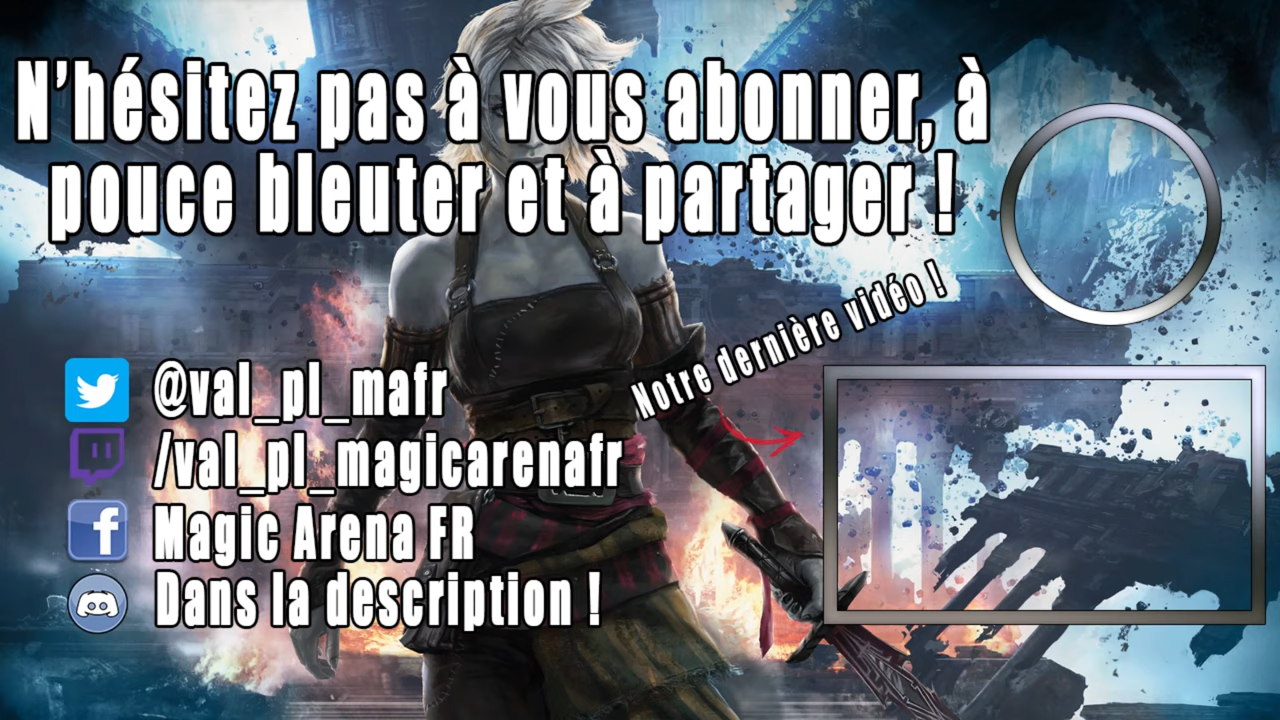 N'hésitez pas à vous abonner, à
pouce bleuter et à partager !
Notre dernière vidéo !
@val_pl_mafr
/val_pl_magicarenafr
Magic Arena FR
Dans la description !